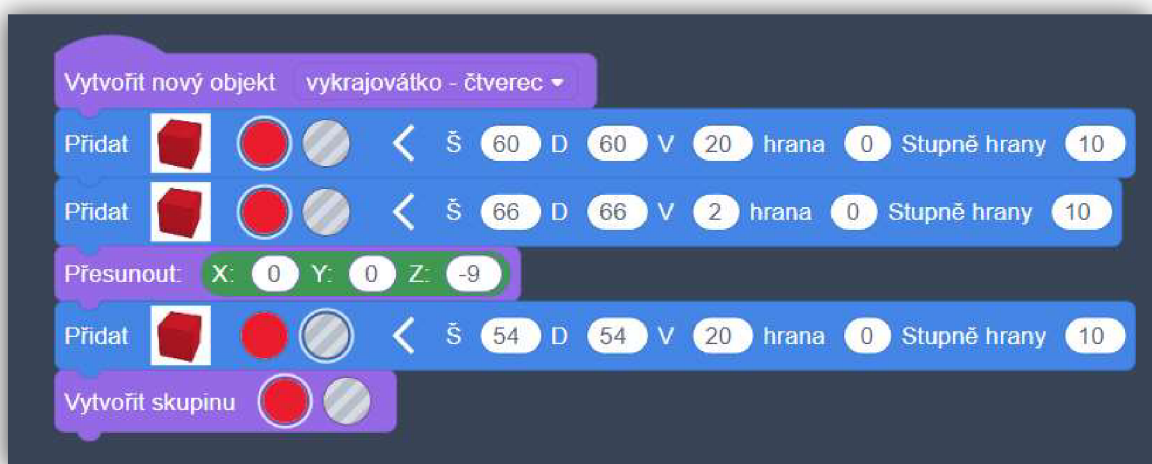 Vytvořit nový objekt vykrajovátko - čtverec
Přidat Š 60 D 60 V 20 hrana 0 Stupně hrany 10
Přidat Š 66 D 66 V 2 hrana 0 Stupně hrany 10
Přesunout: X: 0 Y: 0 Z: -9
Přidat Š 54 D 54 V 20 hrana 0 Stupně hrany 10
Vytvořit skupinu